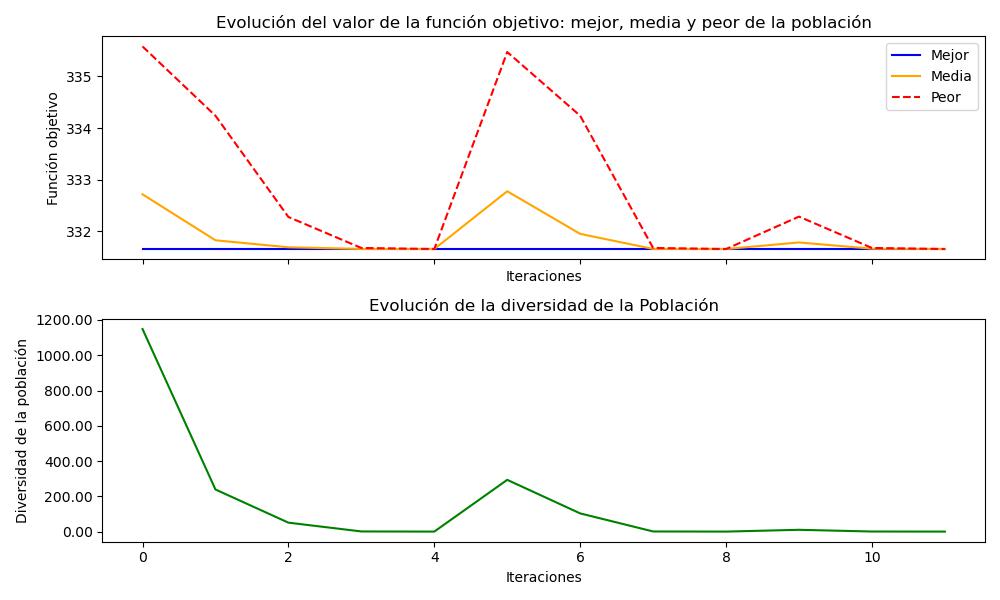 Evolución del valor de la función objetivo: mejor, media y peor de la población
Función objetivo
335
334
333
332
Mejor
Media
Peor
Iteraciones
Evolución de la diversidad de la Población
Diversidad de la población
1200.00
1000.00
800.00
600.00
400.00
200.00
0.00
0 2 4 6 8 10
Iteraciones